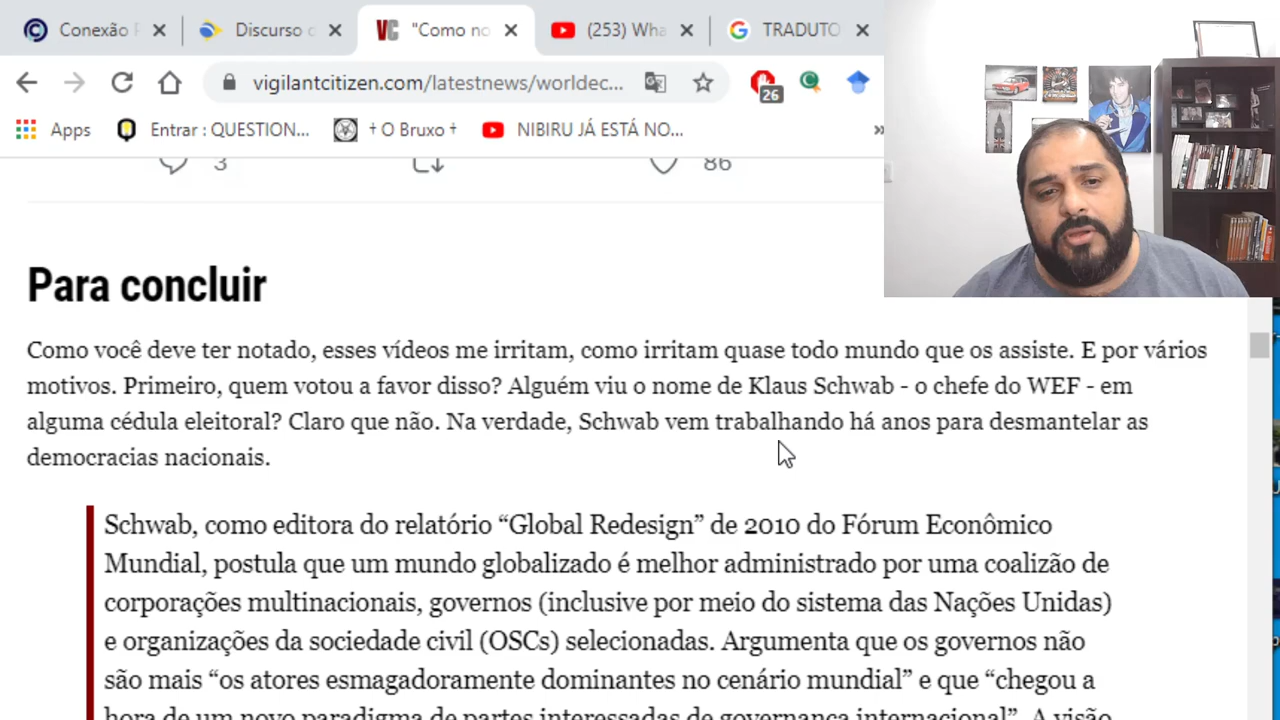 Conexão
Discurso
"Como no
(253) Wha
TRADUTO
vigilantcitizen.com/latestnews/worldec...
26
Apps
Entrar : QUESTION...
† O Bruxo †
NIBIRU JÁ ESTÁ NO...
»
3
86
Para concluir
Como você deve ter notado, esses vídeos me irritam, como irritam quase todo mundo que os assiste. E por vários
motivos. Primeiro, quem votou a favor disso? Alguém viu o nome de Klaus Schwab - o chefe do WEF - em
alguma cédula eleitoral? Claro que não. Na verdade, Schwab vem trabalhando há anos para desmantelar as
democracias nacionais.
Schwab, como editora do relatório “Global Redesign” de 2010 do Fórum Econômico
Mundial, postula que um mundo globalizado é melhor administrado por uma coalizão de
corporações multinacionais, governos (inclusive por meio do sistema das Nações Unidas)
e organizações da sociedade civil (OSCs) selecionadas. Argumenta que os governos não
são mais “os atores esmagadoramente dominantes no cenário mundial” e que “chegou a
hora de um novo paradigma de partes interessadas de governança internacional”. A visão